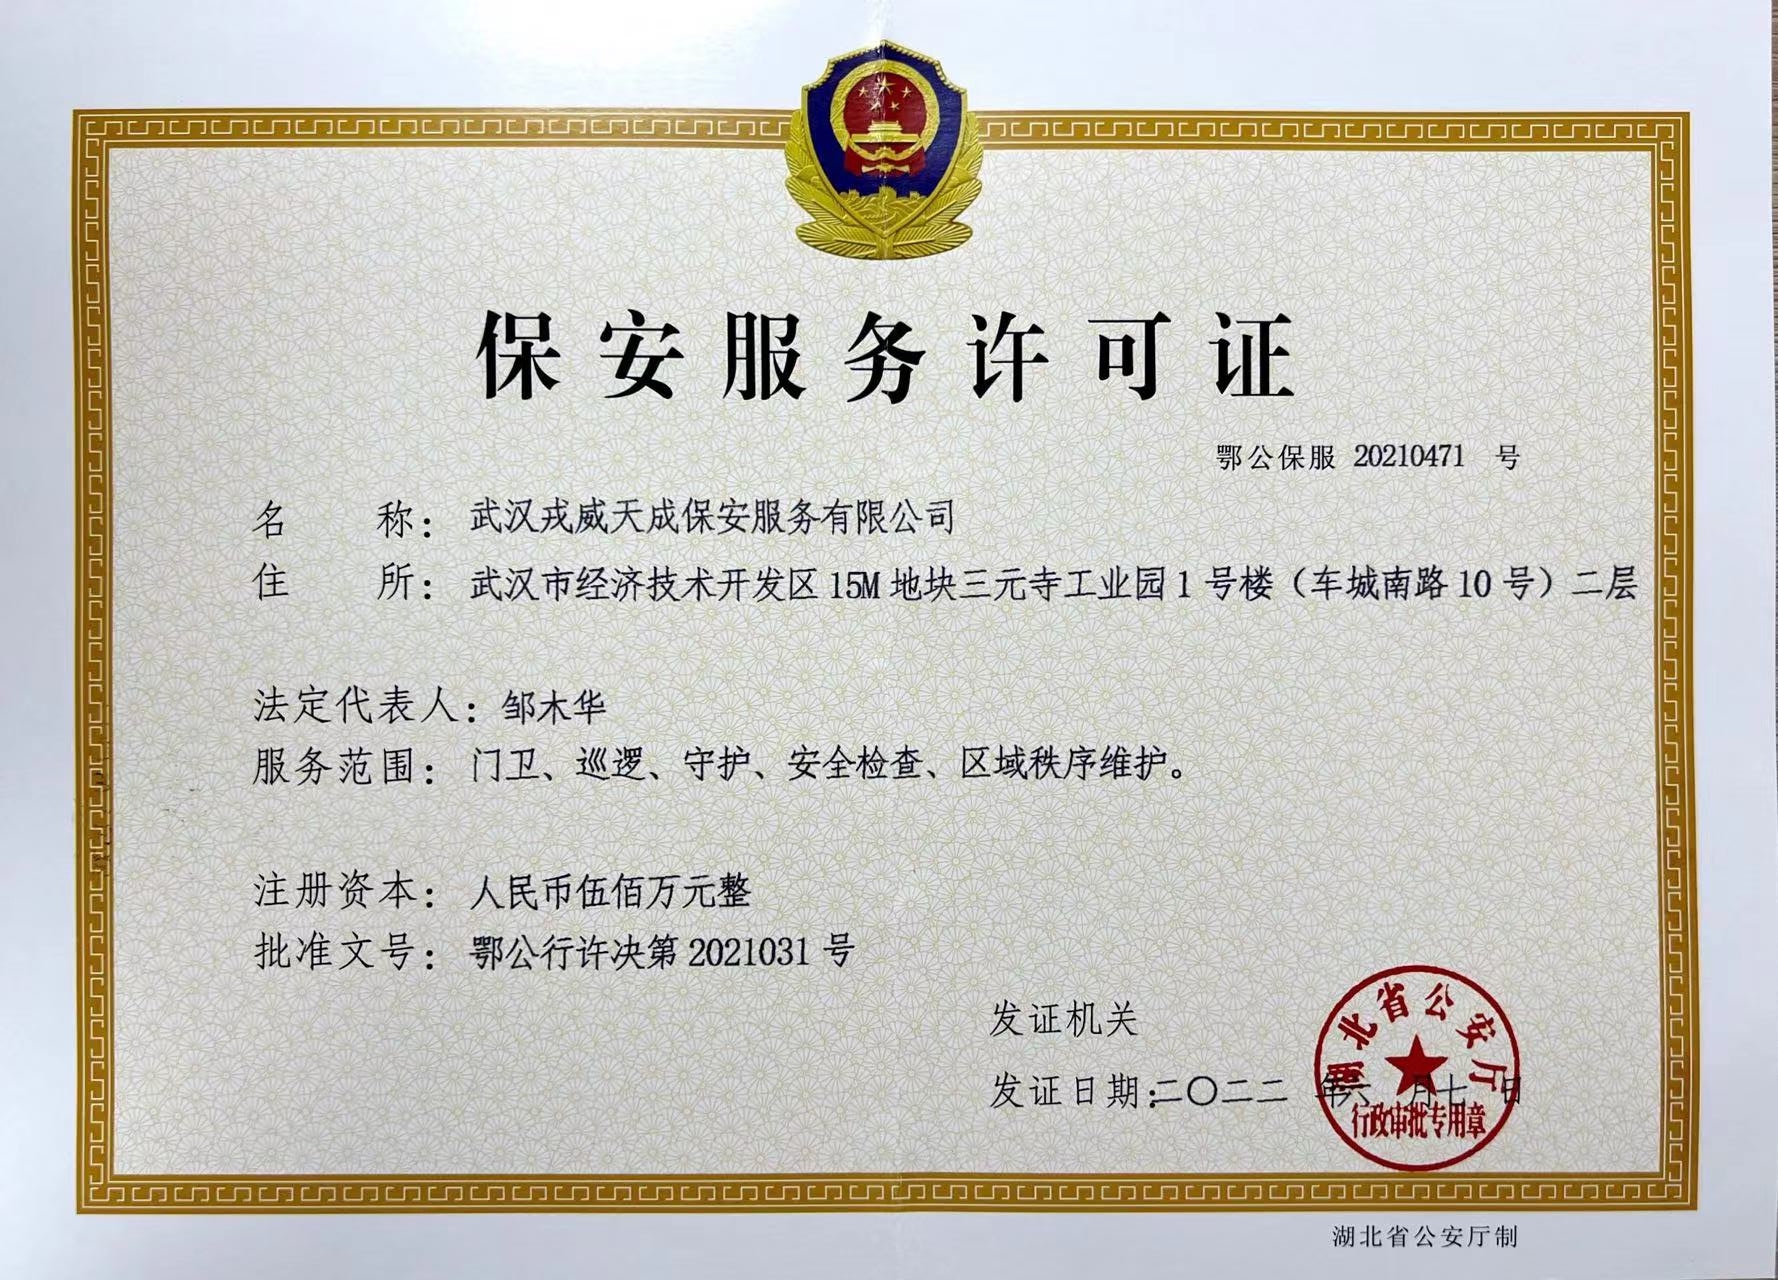 保安服务许可证
鄂公保服 20210471 号
名 称：武汉戎威天成保安服务有限公司
住 所：武汉市经济技术开发区15M地块三元寺工业园1号楼（车城南路10号）二层
法定代表人：邹木华
服务范围：门卫、巡逻、守护、安全检查、区域秩序维护。
注册资本：人民币伍佰万元整
批准文号：鄂公行许决第2021031号
发证机关
发证日期：二〇二二 年六 月七 日
湖北省公安厅
行政审批专用章
湖北省公安厅制